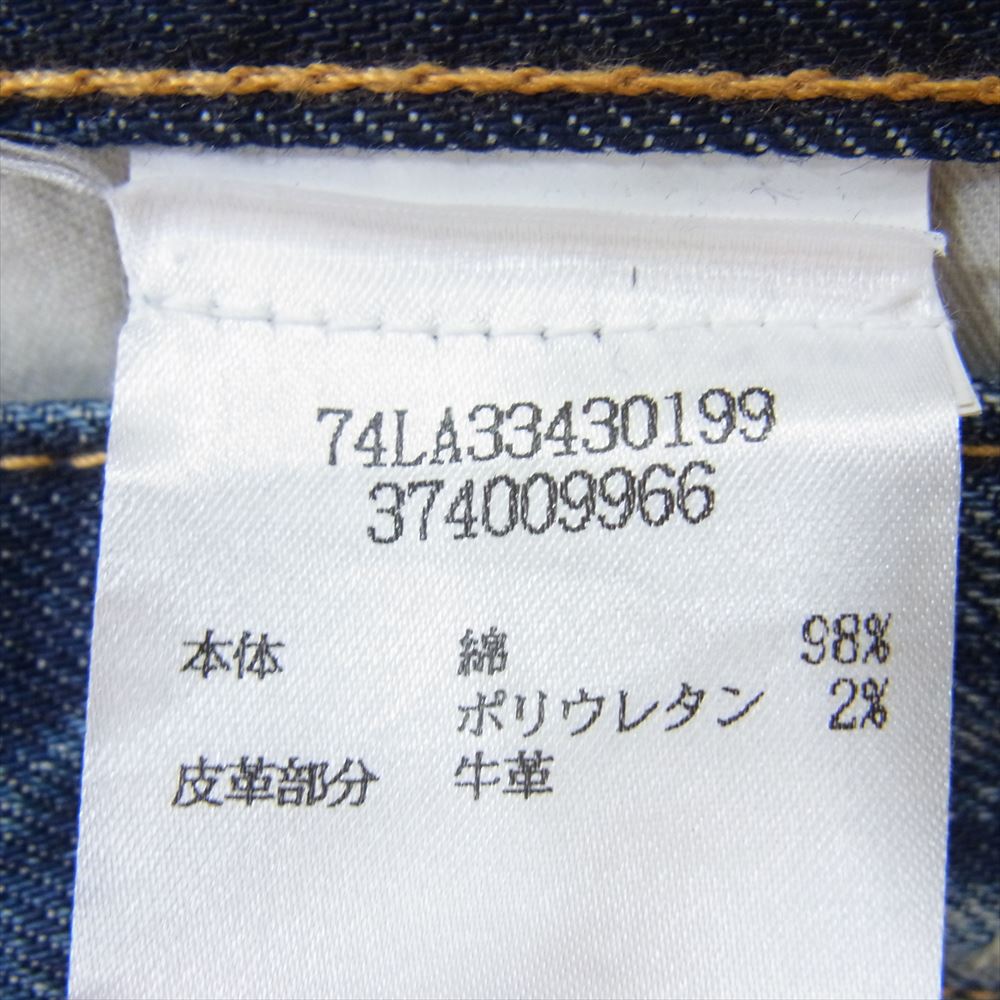 74LA33430199
374009966
本体 綿 98%
ポリウレタン 2%
皮革部分 牛革